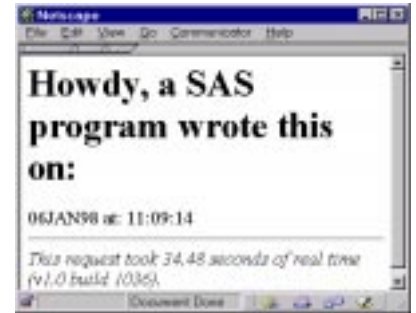 Netscape
File Edit View Go Communicator Help
Howdy, a SAS
program wrote this
on:
06JAN98 at: 11:09:14
This request took 34.48 seconds of real time
(v1.0 build 1036).
Document Done